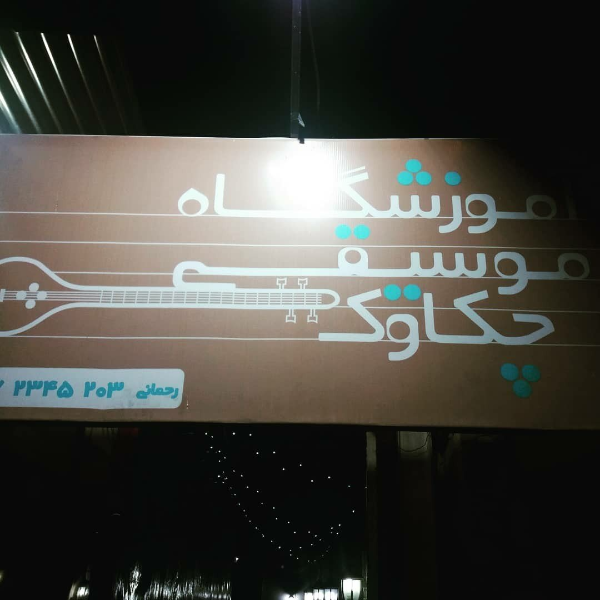 آموزشگاه
موسیقی
چکاوک
رحمانی ۲۰۳ ۲۳۴۵